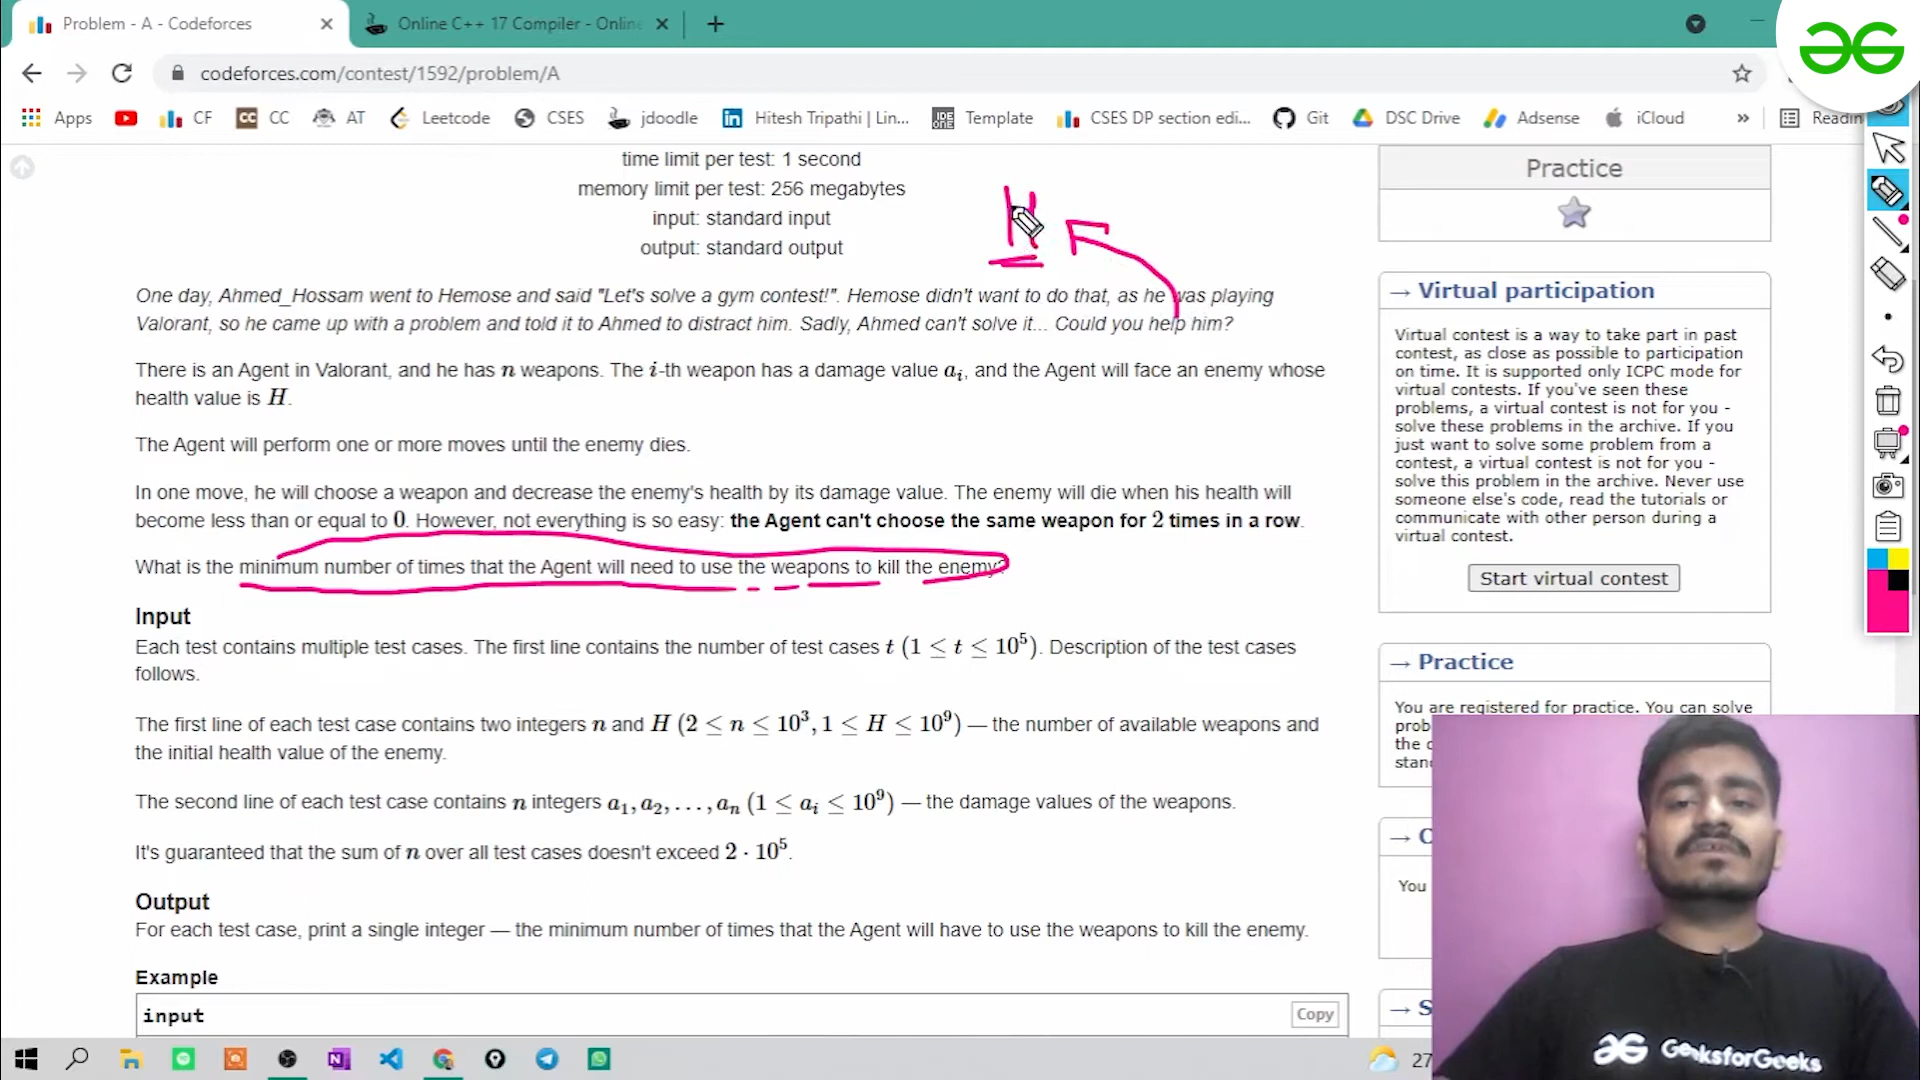 Problem - A - Codeforces
Online C++ 17 Compiler - Online
codeforces.com/contest/1592/problem/A
Apps CF CC AT Leetcode CSES jdoodle Hitesh Tripathi | Lin... Template CSES DP section edi... Git DSC Drive Adsense iCloud » Readin
time limit per test: 1 second
memory limit per test: 256 megabytes
input: standard input
output: standard output
H
One day, Ahmed_Hossam went to Hemose and said "Let's solve a gym contest!". Hemose didn't want to do that, as he was playing
Valorant, so he came up with a problem and told it to Ahmed to distract him. Sadly, Ahmed can't solve it... Could you help him?
There is an Agent in Valorant, and he has n weapons. The i-th weapon has a damage value a_i, and the Agent will face an enemy whose
health value is H.
The Agent will perform one or more moves until the enemy dies.
In one move, he will choose a weapon and decrease the enemy's health by its damage value. The enemy will die when his health will
become less than or equal to 0. However, not everything is so easy: the Agent can't choose the same weapon for 2 times in a row.
What is the minimum number of times that the Agent will need to use the weapons to kill the enemy?
Input
Each test contains multiple test cases. The first line contains the number of test cases t (1 ≤ t ≤ 10^5). Description of the test cases
follows.
The first line of each test case contains two integers n and H (2 ≤ n ≤ 10^3, 1 ≤ H ≤ 10^9) — the number of available weapons and
the initial health value of the enemy.
The second line of each test case contains n integers a_1, a_2, ..., a_n (1 ≤ a_i ≤ 10^9) — the damage values of the weapons.
It's guaranteed that the sum of n over all test cases doesn't exceed 2 · 10^5.
Output
For each test case, print a single integer — the minimum number of times that the Agent will have to use the weapons to kill the enemy.
Example
input
Copy
Practice
→ Virtual participation
Virtual contest is a way to take part in past
contest, as close as possible to participation
on time. It is supported only ICPC mode for
virtual contests. If you've seen these
problems, a virtual contest is not for you -
solve these problems in the archive. If you
just want to solve some problem from a
contest, a virtual contest is not for you -
solve this problem in the archive. Never use
someone else's code, read the tutorials or
communicate with other person during a
virtual contest.
Start virtual contest
→ Practice
You are registered for practice. You can solve
prob
the c
stan
→ C
You
→ S
GeeksforGeeks
27